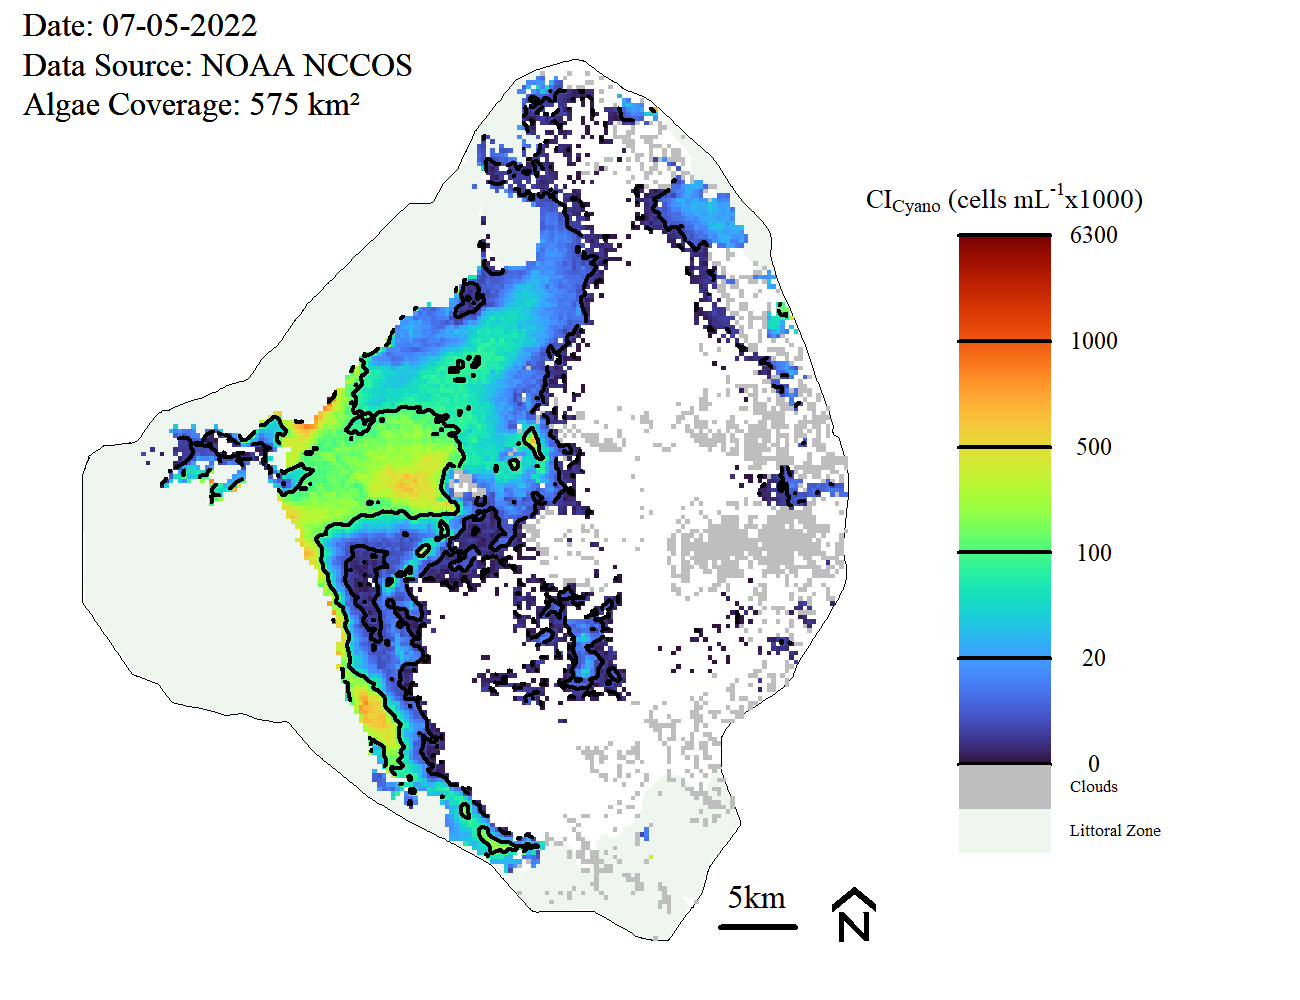 Date: 07-05-2022
Data Source: NOAA NCCOS
Algae Coverage: 575 km²
CI_Cyano (cells mL⁻¹x1000)
6300
1000
500
100
20
0
Clouds
Littoral Zone
5km
N